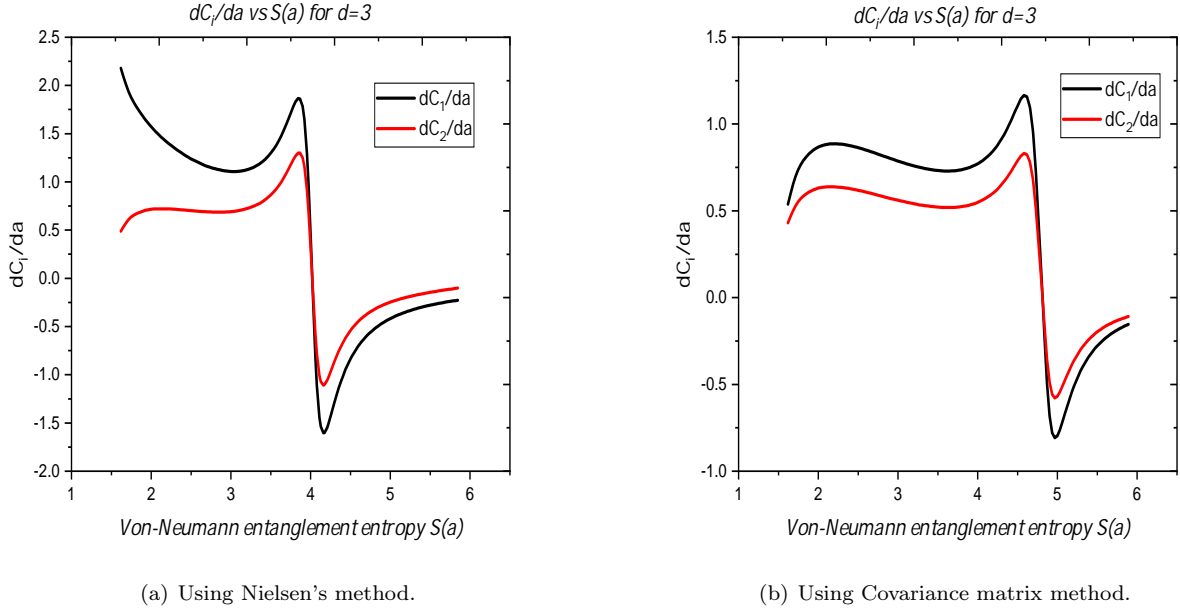 dCi/da vs S(a) for d=3
dCi/da
2.5
2.0
1.5
1.0
0.5
0.0
-0.5
-1.0
-1.5
-2.0
dC1/da
dC2/da
1 2 3 4 5 6
Von-Neumann entanglement entropy S(a)
(a) Using Nielsen's method.
dCi/da vs S(a) for d=3
dCi/da
1.5
1.0
0.5
0.0
-0.5
-1.0
dC1/da
dC2/da
1 2 3 4 5 6
Von-Neumann entanglement entropy S(a)
(b) Using Covariance matrix method.